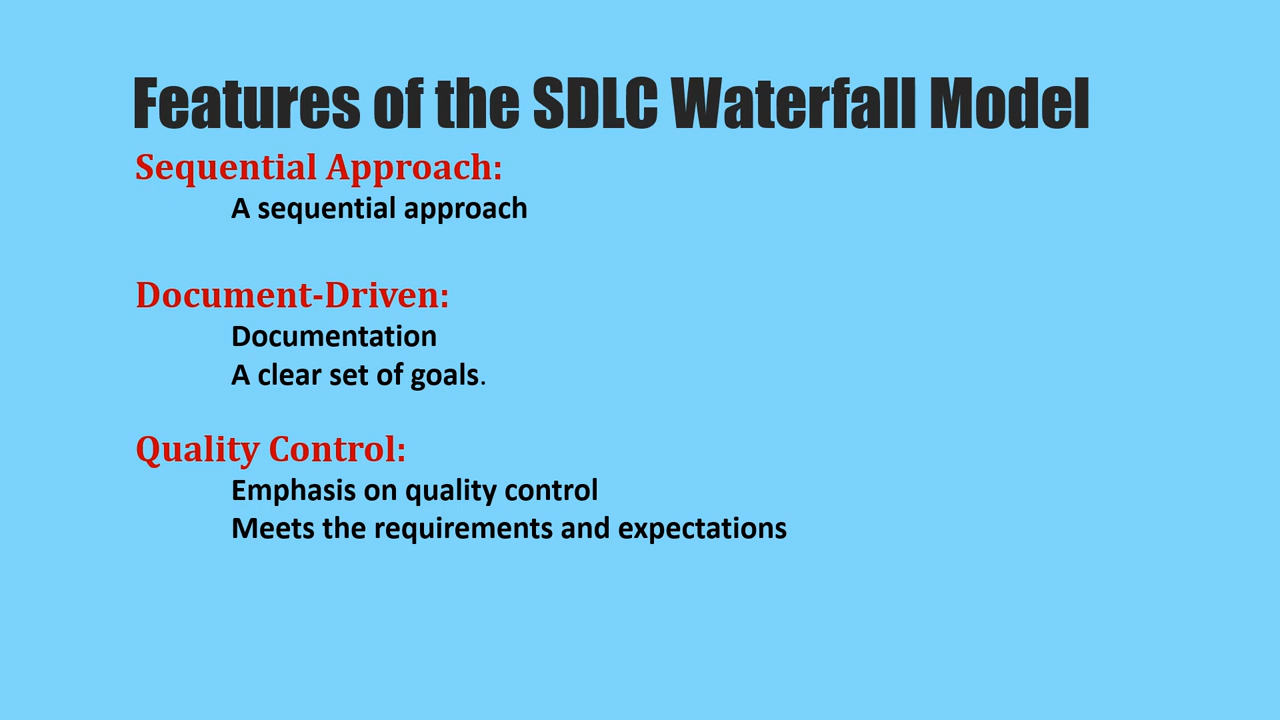 Features of the SDLC Waterfall Model
Sequential Approach:
A sequential approach
Document-Driven:
Documentation
A clear set of goals.
Quality Control:
Emphasis on quality control
Meets the requirements and expectations